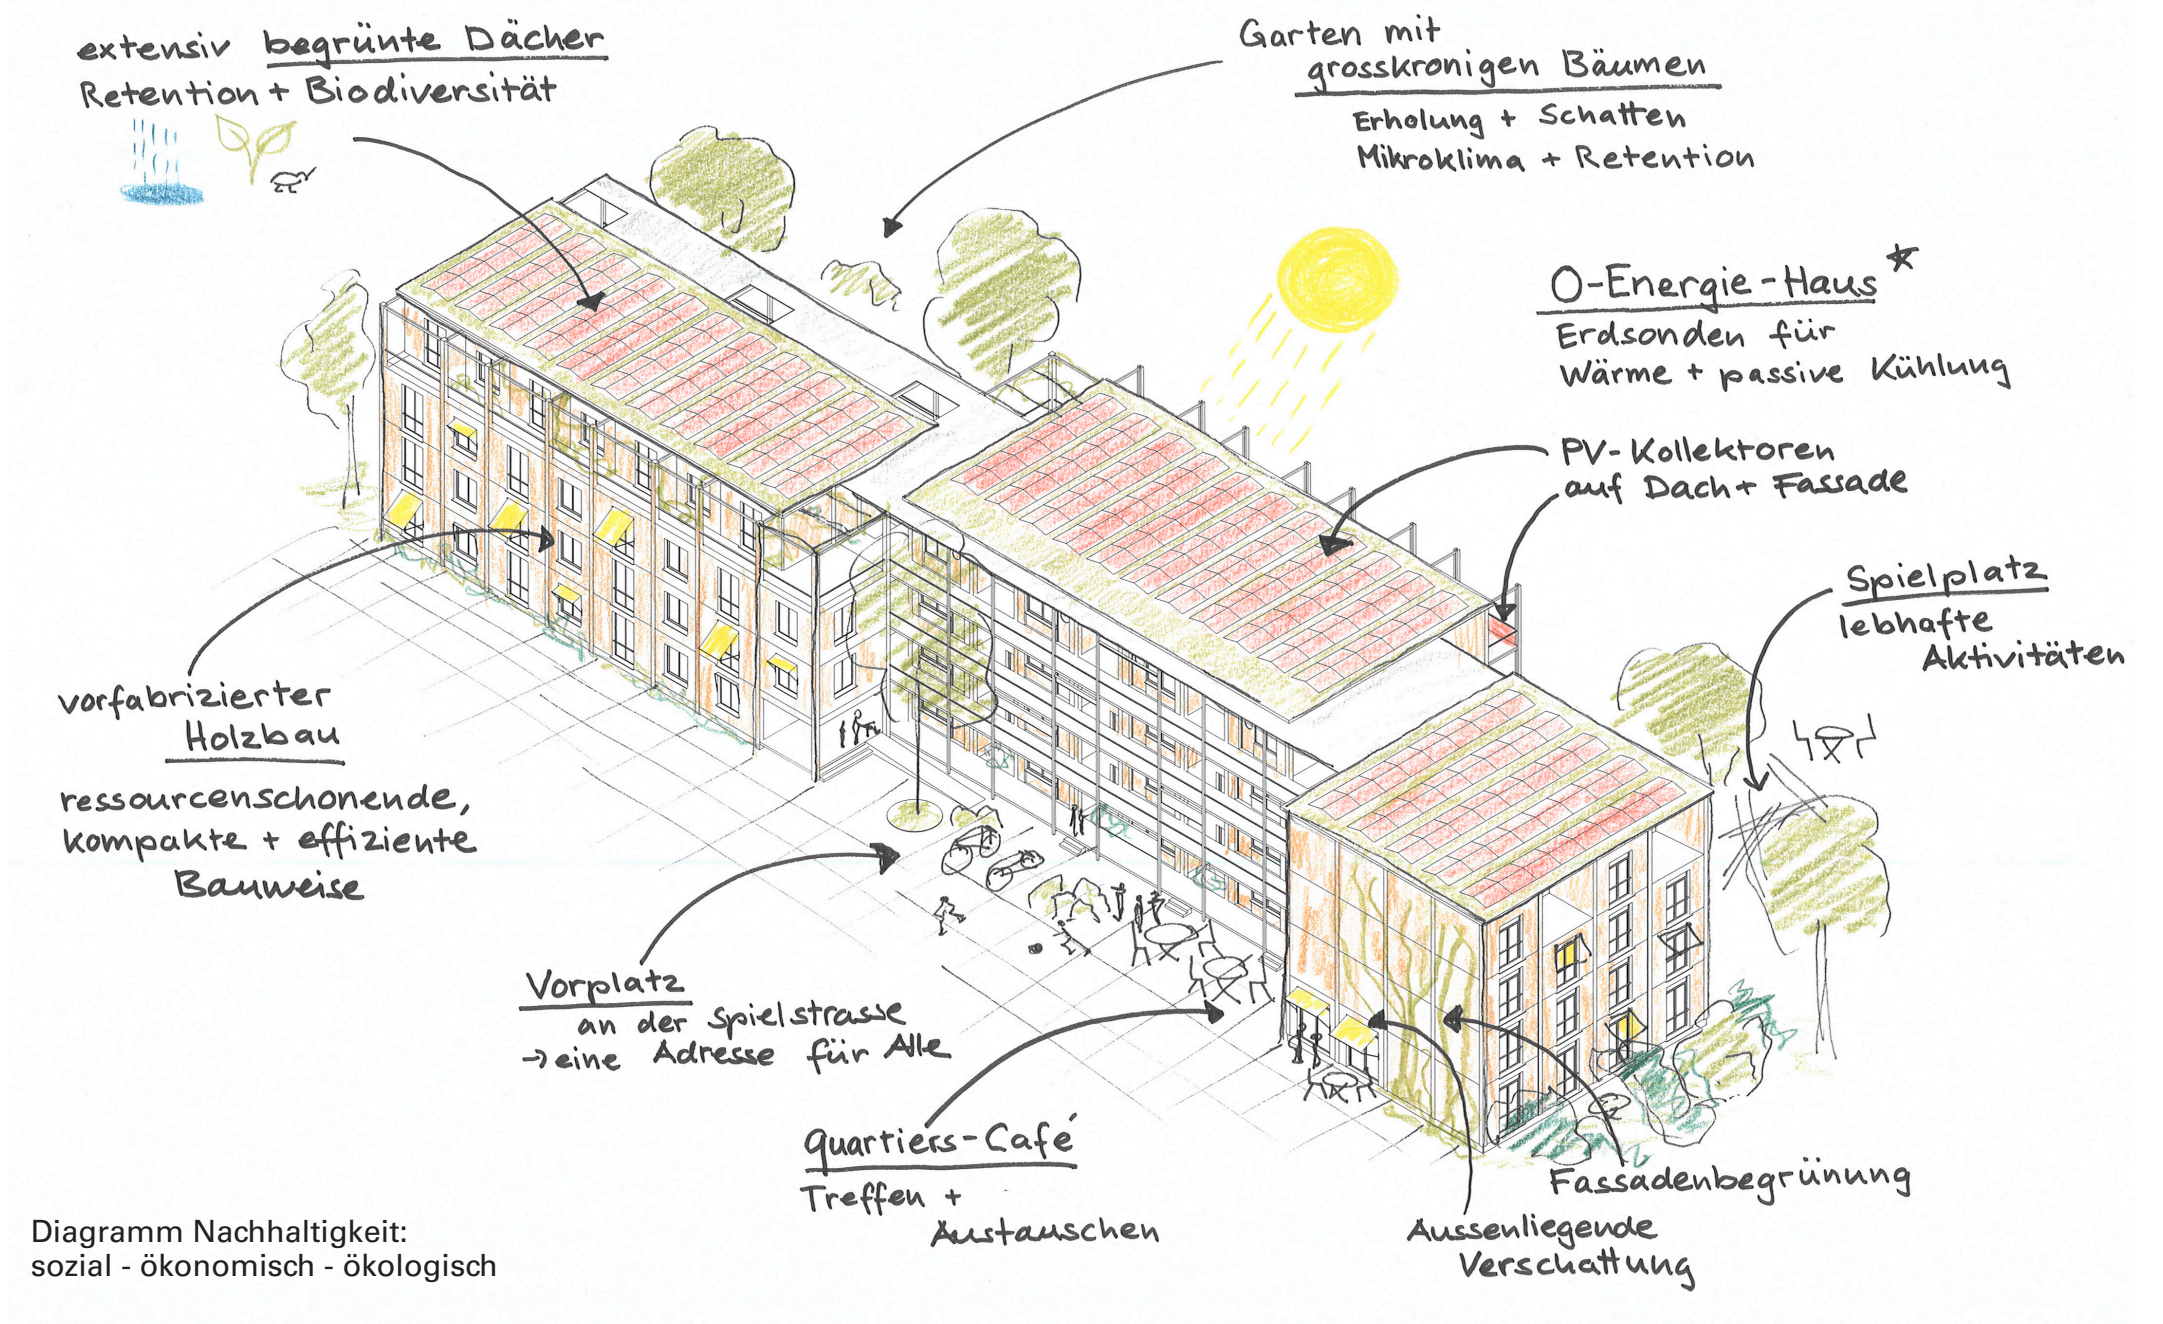 extensiv begrünte Dächer
Retention + Biodiversität
Garten mit
grosskronigen Bäumen
Erholung + Schatten
Mikroklima + Retention
0-Energie-Haus *
Erdsonden für
Wärme + passive Kühlung
PV-Kollektoren
auf Dach + Fassade
Spielplatz
lebhafte
Aktivitäten
vorfabrizierter
Holzbau
ressourcenschonende,
kompakte + effiziente
Bauweise
Vorplatz
an der Spielstrasse
→ eine Adresse für Alle
Quartiers-Café
Treffen +
Austauschen
Fassadenbegrünung
Aussenliegende
Verschattung
Diagramm Nachhaltigkeit:
sozial - ökonomisch - ökologisch